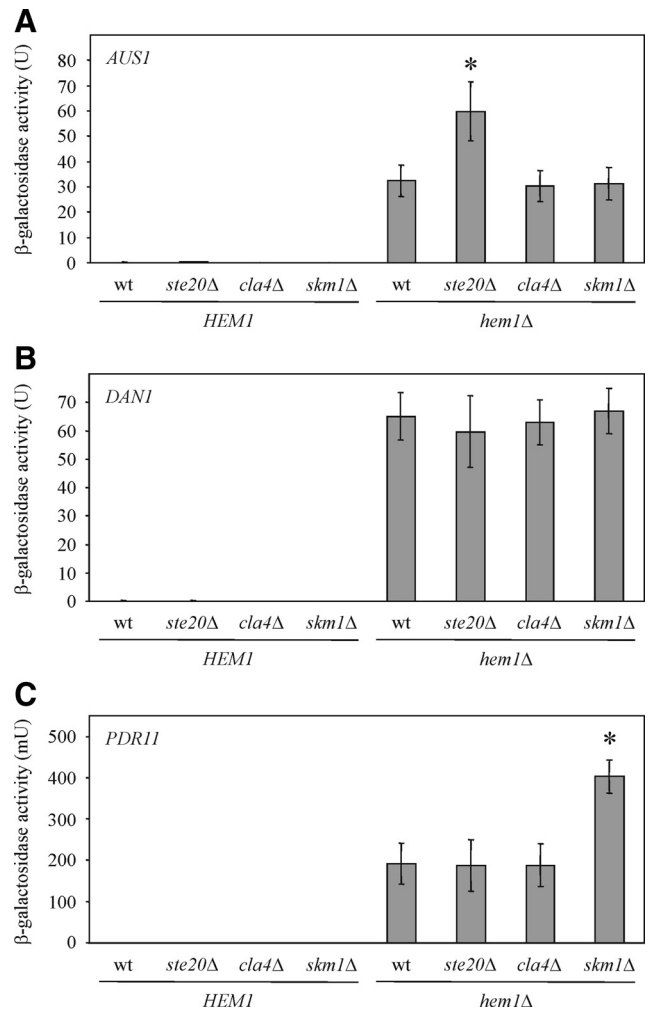 A
β-galactosidase activity (U)
AUS1
80
70
60
50
40
30
20
10
0
*
wt ste20Δ cla4Δ skm1Δ wt ste20Δ cla4Δ skm1Δ
HEM1 hem1Δ
B
β-galactosidase activity (U)
DAN1
70
60
50
40
30
20
10
0
wt ste20Δ cla4Δ skm1Δ wt ste20Δ cla4Δ skm1Δ
HEM1 hem1Δ
C
β-galactosidase activity (mU)
PDR11
500
400
300
200
100
0
*
wt ste20Δ cla4Δ skm1Δ wt ste20Δ cla4Δ skm1Δ
HEM1 hem1Δ